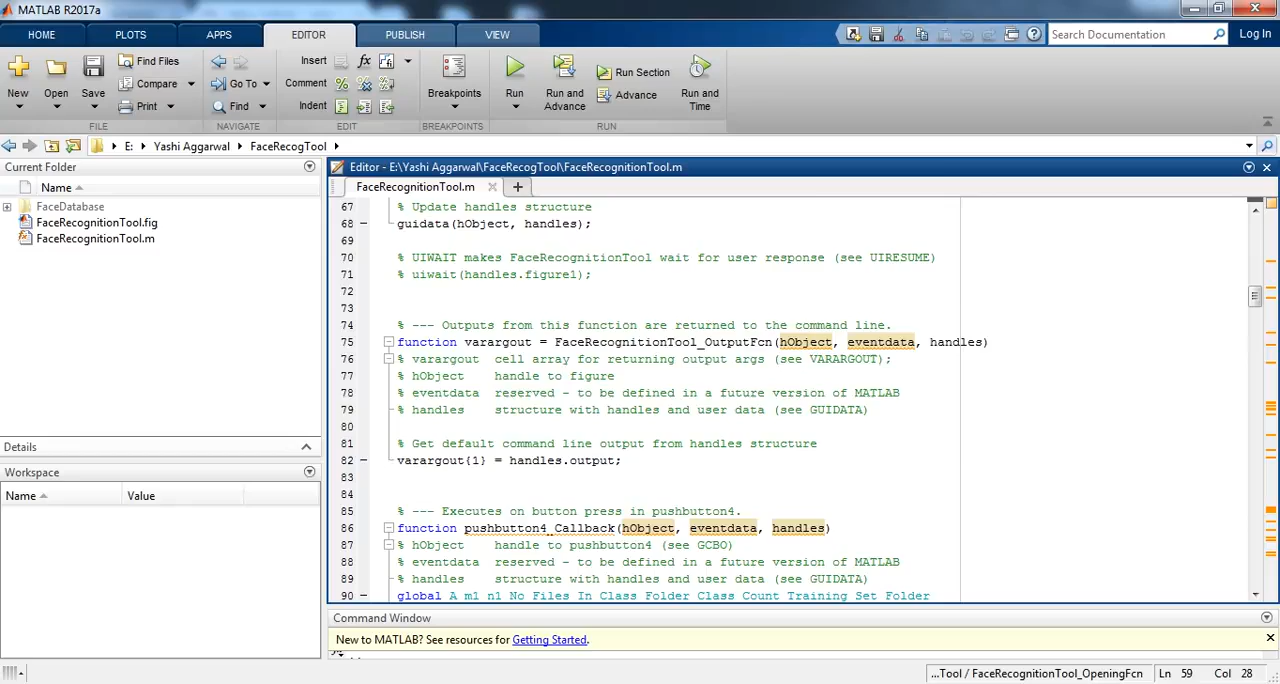 MATLAB R2017a
HOME PLOTS APPS EDITOR PUBLISH VIEW Search Documentation Log In
New Open Save Find Files Compare Print Go To Find Insert Comment Indent fx Breakpoints Run Run and Advance Run Section Advance Run and Time
FILE NAVIGATE EDIT BREAKPOINTS RUN
E: Yashi Aggarwal FaceRecogTool
Current Folder
Name
FaceDatabase
FaceRecognitionTool.fig
FaceRecognitionTool.m
Details
Workspace
Name Value
Editor - E:\Yashi Aggarwal\FaceRecogTool\FaceRecognitionTool.m
FaceRecognitionTool.m
67 % Update handles structure
68 guidata(hObject, handles);
69
70 % UIWAIT makes FaceRecognitionTool wait for user response (see UIRESUME)
71 % uiwait(handles.figure1);
72
73
74 % --- Outputs from this function are returned to the command line.
75 function varargout = FaceRecognitionTool_OutputFcn(hObject, eventdata, handles)
76 % varargout cell array for returning output args (see VARARGOUT);
77 % hObject handle to figure
78 % eventdata reserved - to be defined in a future version of MATLAB
79 % handles structure with handles and user data (see GUIDATA)
80
81 % Get default command line output from handles structure
82 varargout{1} = handles.output;
83
84
85 % --- Executes on button press in pushbutton4.
86 function pushbutton4_Callback(hObject, eventdata, handles)
87 % hObject handle to pushbutton4 (see GCBO)
88 % eventdata reserved - to be defined in a future version of MATLAB
89 % handles structure with handles and user data (see GUIDATA)
90 global A m1 n1 No Files In Class Folder Class Count Training Set Folder
Command Window
New to MATLAB? See resources for Getting Started.
...Tool / FaceRecognitionTool_OpeningFcn Ln 59 Col 28